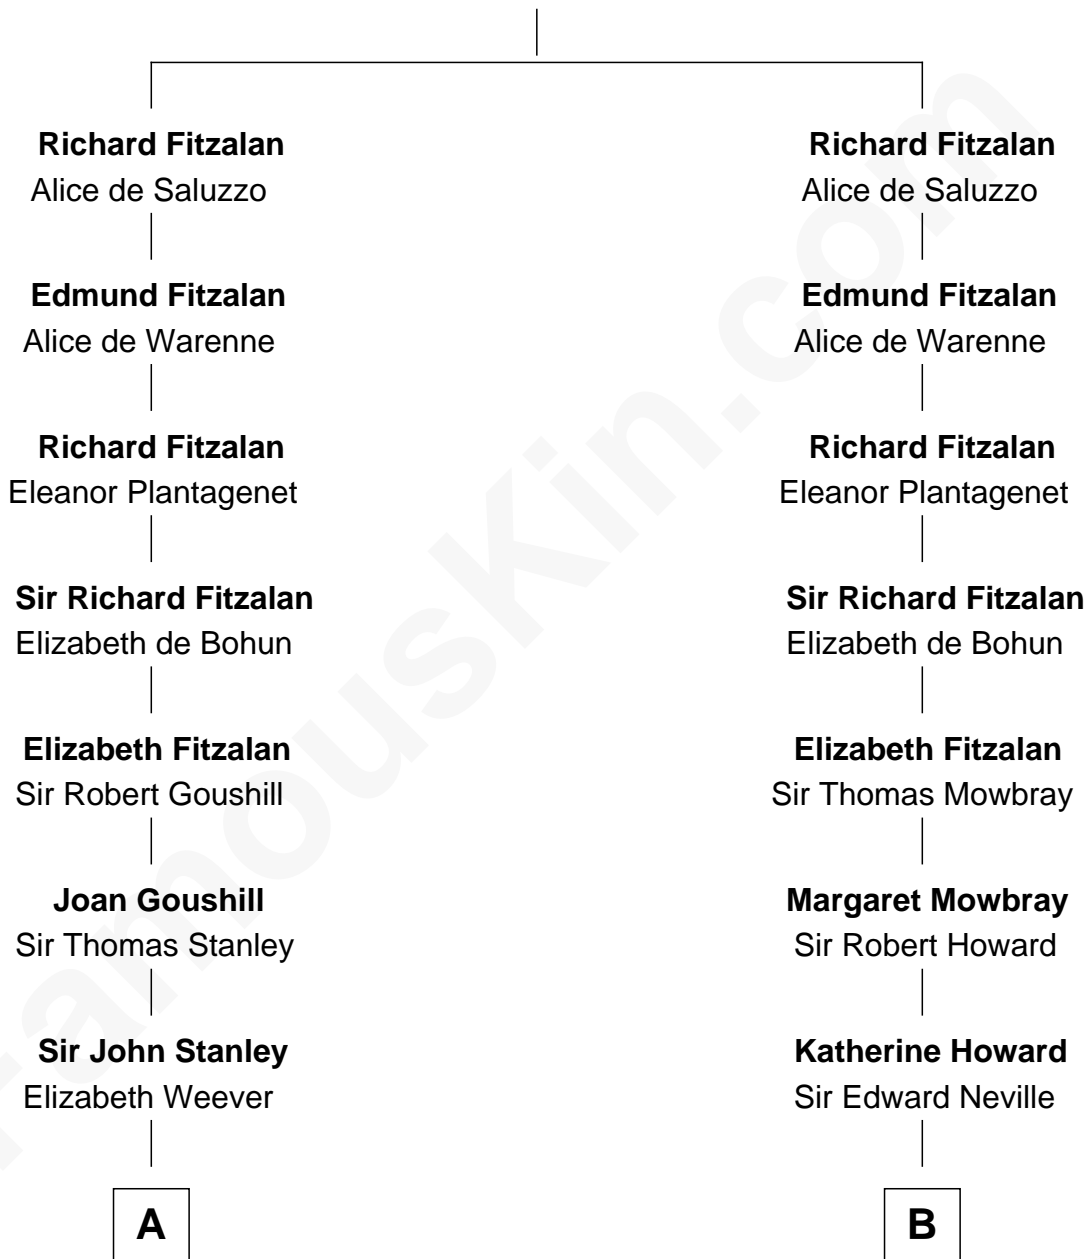 Richard Fitzalan
Alice de Saluzzo
Edmund Fitzalan
Alice de Warenne
Richard Fitzalan
Eleanor Plantagenet
Sir Richard Fitzalan
Elizabeth de Bohun
Elizabeth Fitzalan
Sir Robert Goushill
Joan Goushill
Sir Thomas Stanley
Sir John Stanley
Elizabeth Weever
A
Richard Fitzalan
Alice de Saluzzo
Edmund Fitzalan
Alice de Warenne
Richard Fitzalan
Eleanor Plantagenet
Sir Richard Fitzalan
Elizabeth de Bohun
Elizabeth Fitzalan
Sir Thomas Mowbray
Margaret Mowbray
Sir Robert Howard
Katherine Howard
Sir Edward Neville
B
FamousKin.com